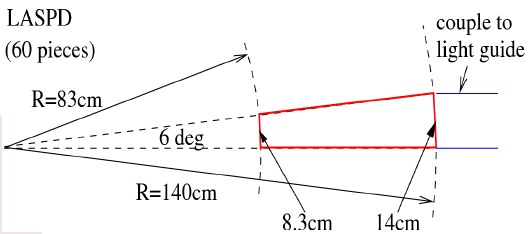 LASPD
(60 pieces)
couple to
light guide
R=83cm
6 deg
R=140cm
8.3cm
14cm